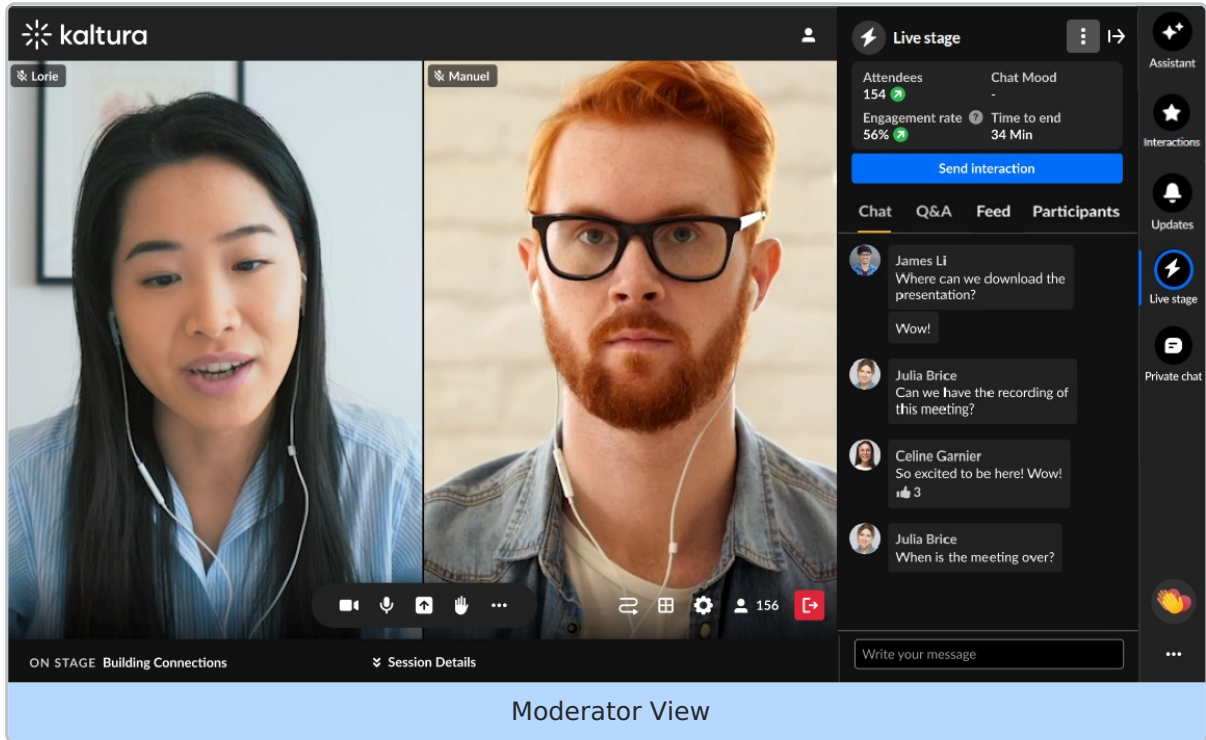 kaltura
Lorie
Manuel
156
ON STAGE Building Connections
Session Details
Live stage
Attendees
154
Chat Mood
-
Engagement rate ?
56%
Time to end
34 Min
Send interaction
Chat Q&A Feed Participants
James Li
Where can we download the
presentation?
Wow!
Julia Brice
Can we have the recording of
this meeting?
Celine Garnier
So excited to be here! Wow!
3
Julia Brice
When is the meeting over?
Write your message
Assistant
Interactions
Updates
Live stage
Private chat
Moderator View